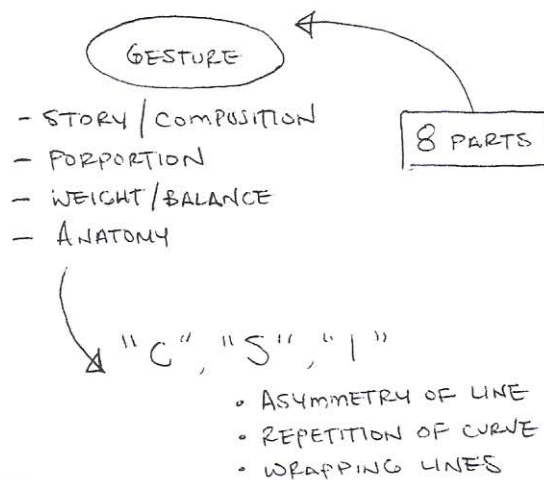 GESTURE
8 PARTS
- STORY/COMPOSITION
- PORPORTION
- WEIGHT/BALANCE
- ANATOMY
"C", "S", "I"
• ASYMMETRY OF LINE
• REPETITION OF CURVE
• WRAPPING LINES